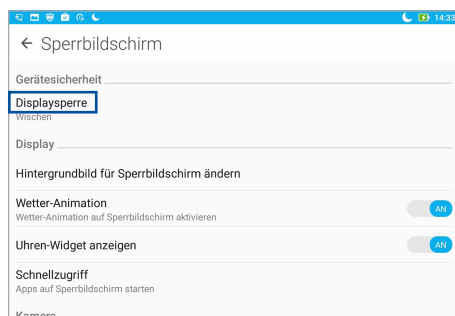 14:33
Sperrbildschirm
Gerätesicherheit
Displaysperre
Wischen
Display
Hintergrundbild für Sperrbildschirm ändern
Wetter-Animation
Wetter-Animation auf Sperrbildschirm aktivieren
AN
Uhren-Widget anzeigen
AN
Schnellzugriff
Apps auf Sperrbildschirm starten
Kamera